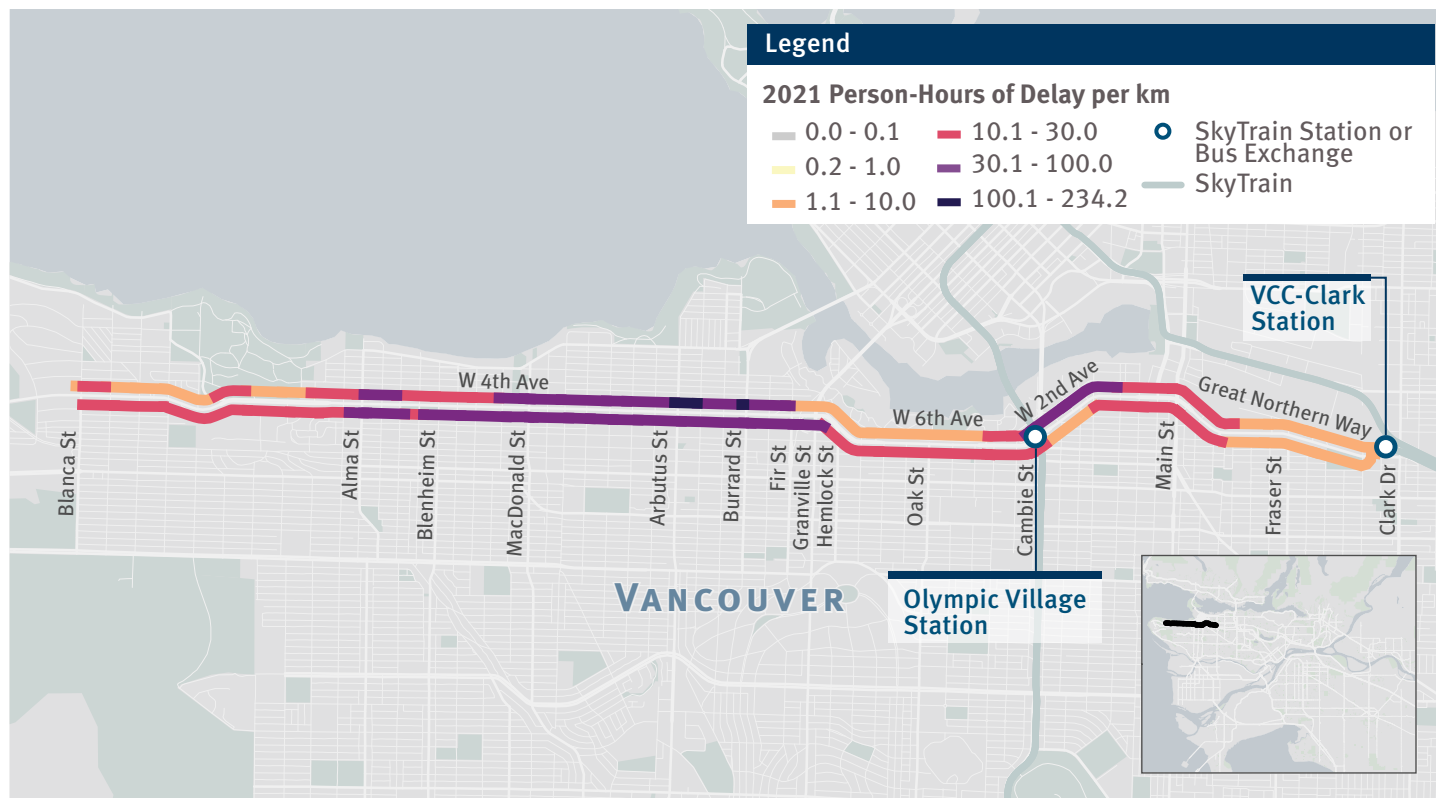 Legend
2021 Person-Hours of Delay per km
0.0 - 0.1
0.2 - 1.0
1.1 - 10.0
10.1 - 30.0
30.1 - 100.0
100.1 - 234.2
SkyTrain Station or
Bus Exchange
SkyTrain
VCC-Clark
Station
W 4th Ave
W 6th Ave
W 2nd Ave
Great Northern Way
Blanca St
Alma St
Blenheim St
MacDonald St
Arbutus St
Burrard St
Fir St
Granville St
Hemlock St
Oak St
Cambie St
Main St
Fraser St
Clark Dr
VANCOUVER
Olympic Village
Station